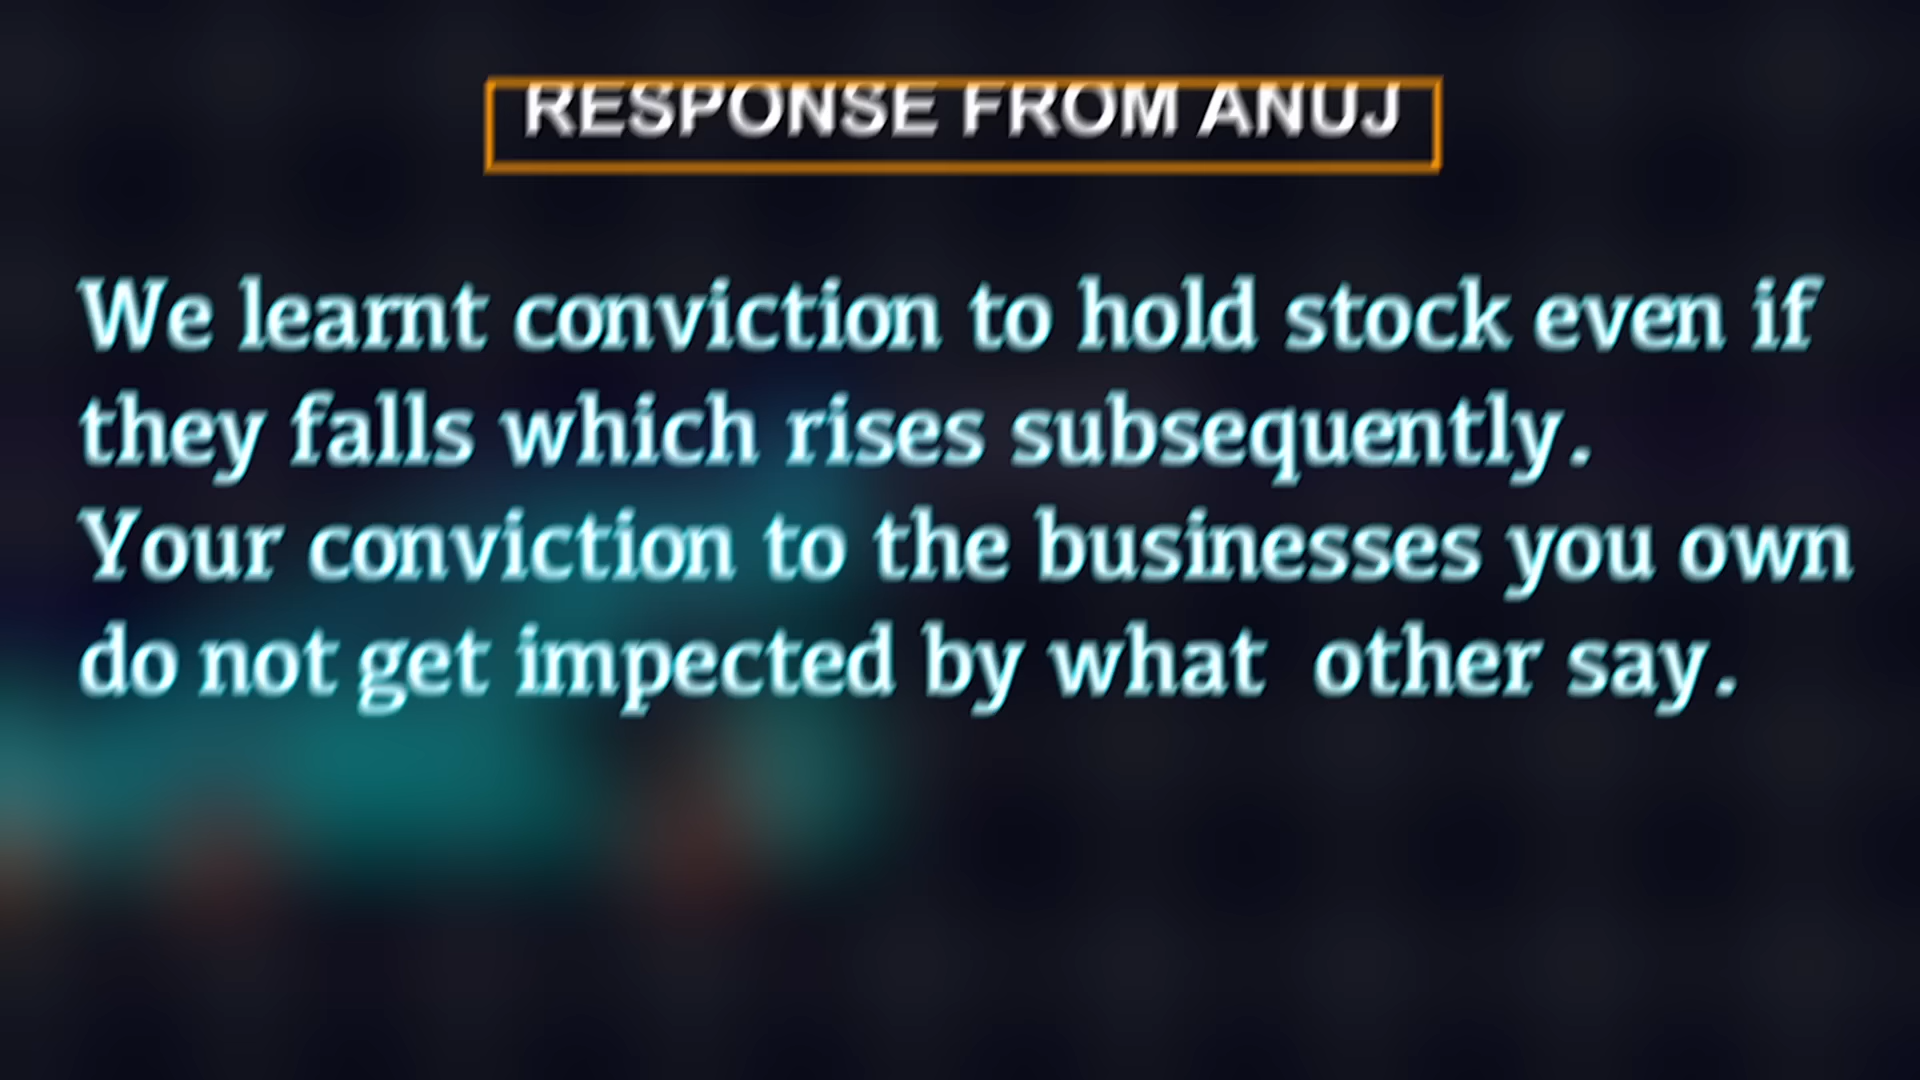 RESPONSE FROM ANUJ
We learnt conviction to hold stock even if
they falls which rises subsequently.
Your conviction to the businesses you own
do not get impected by what other say.